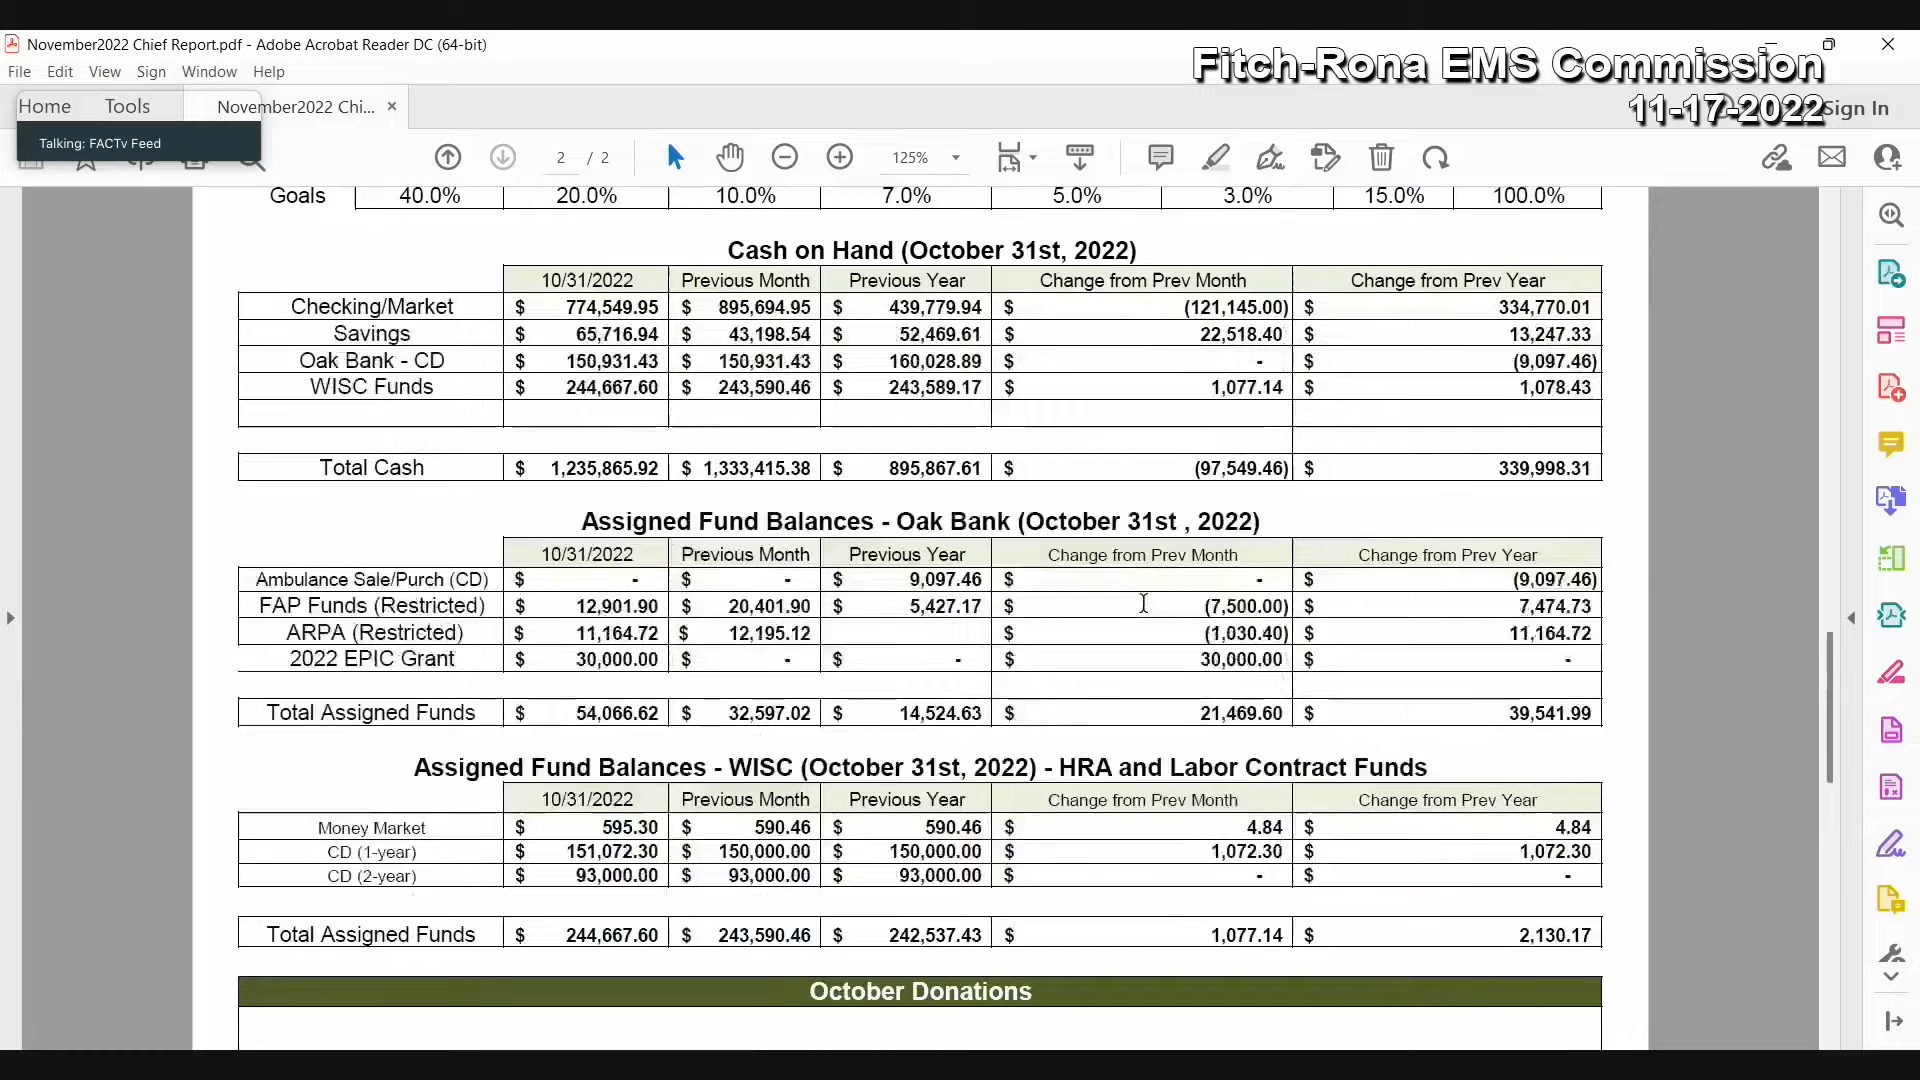 November2022 Chief Report.pdf - Adobe Acrobat Reader DC (64-bit)
Fitch-Rona EMS Commission
11-17-2022
File Edit View Sign Window Help
Home Tools November2022 Chi... × Sign In
Talking: FACTv Feed
2 / 2 125%
Goals 40.0% 20.0% 10.0% 7.0% 5.0% 3.0% 15.0% 100.0%
Cash on Hand (October 31st, 2022)
10/31/2022 Previous Month Previous Year Change from Prev Month Change from Prev Year
Checking/Market $ 774,549.95 $ 895,694.95 $ 439,779.94 $ (121,145.00) $ 334,770.01
Savings $ 65,716.94 $ 43,198.54 $ 52,469.61 $ 22,518.40 $ 13,247.33
Oak Bank - CD $ 150,931.43 $ 150,931.43 $ 160,028.89 $ - $ (9,097.46)
WISC Funds $ 244,667.60 $ 243,590.46 $ 243,589.17 $ 1,077.14 $ 1,078.43
Total Cash $ 1,235,865.92 $ 1,333,415.38 $ 895,867.61 $ (97,549.46) $ 339,998.31
Assigned Fund Balances - Oak Bank (October 31st , 2022)
10/31/2022 Previous Month Previous Year Change from Prev Month Change from Prev Year
Ambulance Sale/Purch (CD) $ - $ - $ 9,097.46 $ - $ (9,097.46)
FAP Funds (Restricted) $ 12,901.90 $ 20,401.90 $ 5,427.17 $ (7,500.00) $ 7,474.73
ARPA (Restricted) $ 11,164.72 $ 12,195.12 $ (1,030.40) $ 11,164.72
2022 EPIC Grant $ 30,000.00 $ - $ - $ 30,000.00 $ -
Total Assigned Funds $ 54,066.62 $ 32,597.02 $ 14,524.63 $ 21,469.60 $ 39,541.99
Assigned Fund Balances - WISC (October 31st, 2022) - HRA and Labor Contract Funds
10/31/2022 Previous Month Previous Year Change from Prev Month Change from Prev Year
Money Market $ 595.30 $ 590.46 $ 590.46 $ 4.84 $ 4.84
CD (1-year) $ 151,072.30 $ 150,000.00 $ 150,000.00 $ 1,072.30 $ 1,072.30
CD (2-year) $ 93,000.00 $ 93,000.00 $ 93,000.00 $ - $ -
Total Assigned Funds $ 244,667.60 $ 243,590.46 $ 242,537.43 $ 1,077.14 $ 2,130.17
October Donations